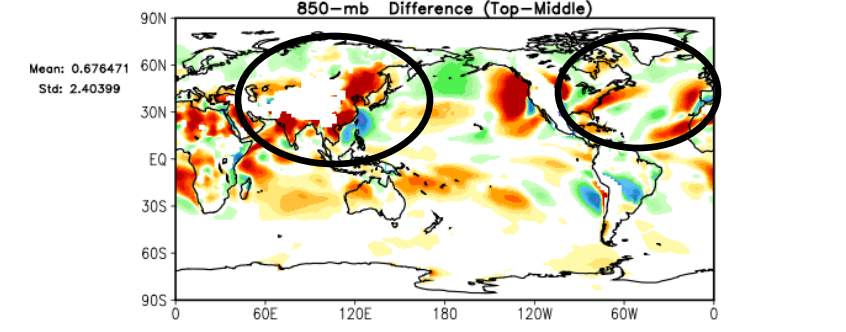 850-mb Difference (Top-Middle)
90N
60N
Mean: 0.676471
Std: 2.40399
30N
EQ
30S
60S
90S
0 60E 120E 180 120W 60W 0